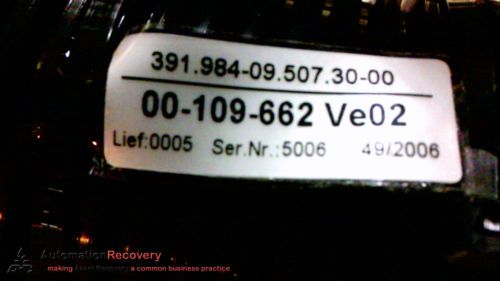 391.984-09.507.30-00
00-109-662 Ve02
Lief:0005 Ser.Nr.:5006 49/2006
AutomationRecovery
making Asset Recovery a common business practice